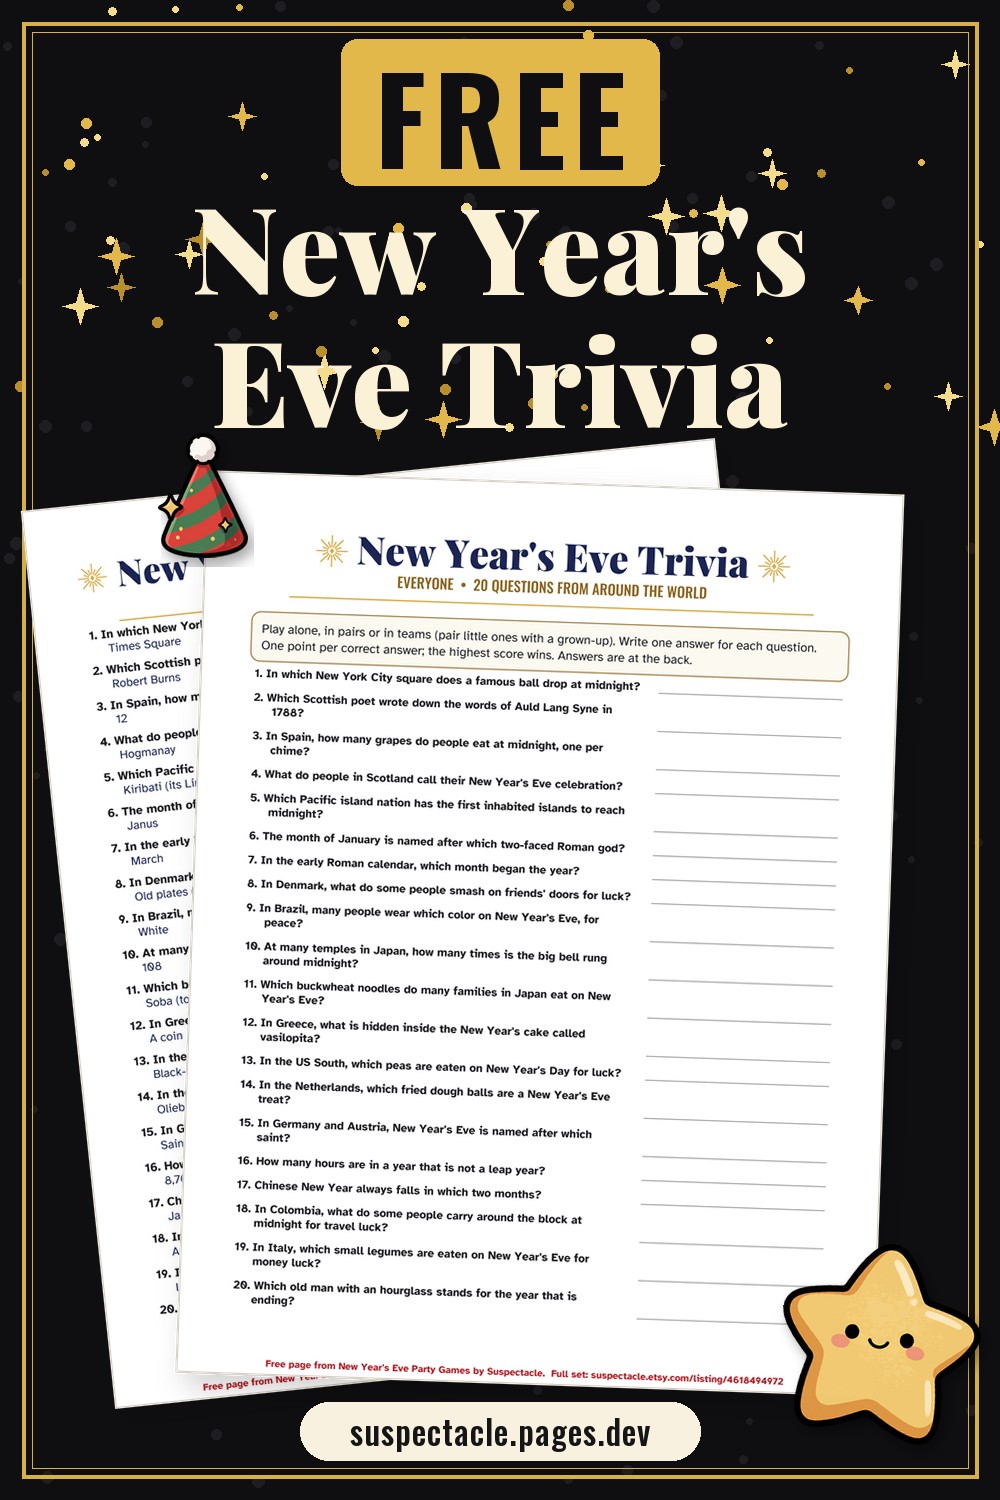 FREE
New Year's
Eve Trivia
New Year's Eve Trivia
EVERYONE • 20 QUESTIONS FROM AROUND THE WORLD
Play alone, in pairs or in teams (pair little ones with a grown-up). Write one answer for each question.
One point per correct answer; the highest score wins. Answers are at the back.
1. In which New York City square does a famous ball drop at midnight?
2. Which Scottish poet wrote down the words of Auld Lang Syne in
1788?
3. In Spain, how many grapes do people eat at midnight, one per
chime?
4. What do people in Scotland call their New Year's Eve celebration?
5. Which Pacific island nation has the first inhabited islands to reach
midnight?
6. The month of January is named after which two-faced Roman god?
7. In the early Roman calendar, which month began the year?
8. In Denmark, what do some people smash on friends' doors for luck?
9. In Brazil, many people wear which color on New Year's Eve, for
peace?
10. At many temples in Japan, how many times is the big bell rung
around midnight?
11. Which buckwheat noodles do many families in Japan eat on New
Year's Eve?
12. In Greece, what is hidden inside the New Year's cake called
vasilopita?
13. In the US South, which peas are eaten on New Year's Day for luck?
14. In the Netherlands, which fried dough balls are a New Year's Eve
treat?
15. In Germany and Austria, New Year's Eve is named after which
saint?
16. How many hours are in a year that is not a leap year?
17. Chinese New Year always falls in which two months?
18. In Colombia, what do some people carry around the block at
midnight for travel luck?
19. In Italy, which small legumes are eaten on New Year's Eve for
money luck?
20. Which old man with an hourglass stands for the year that is
ending?
Free page from New Year's Eve Party Games by Suspectacle. Full set: suspectacle.etsy.com/listing/4618494972
New
1. In which New York
Times Square
2. Which Scottish
Robert Burns
3. In Spain, how
12
4. What do people
Hogmanay
5. Which Pacific
Kiribati (its
6. The month of
Janus
7. In the early
March
8. In Denmark
Old plates
9. In Brazil,
White
10. At many
108
11. Which
Soba
12. In
A coin
13. In the
Black-
14. In
15. In
16.
17.
18.
19.
20.
Free page from New
suspectacle.pages.dev